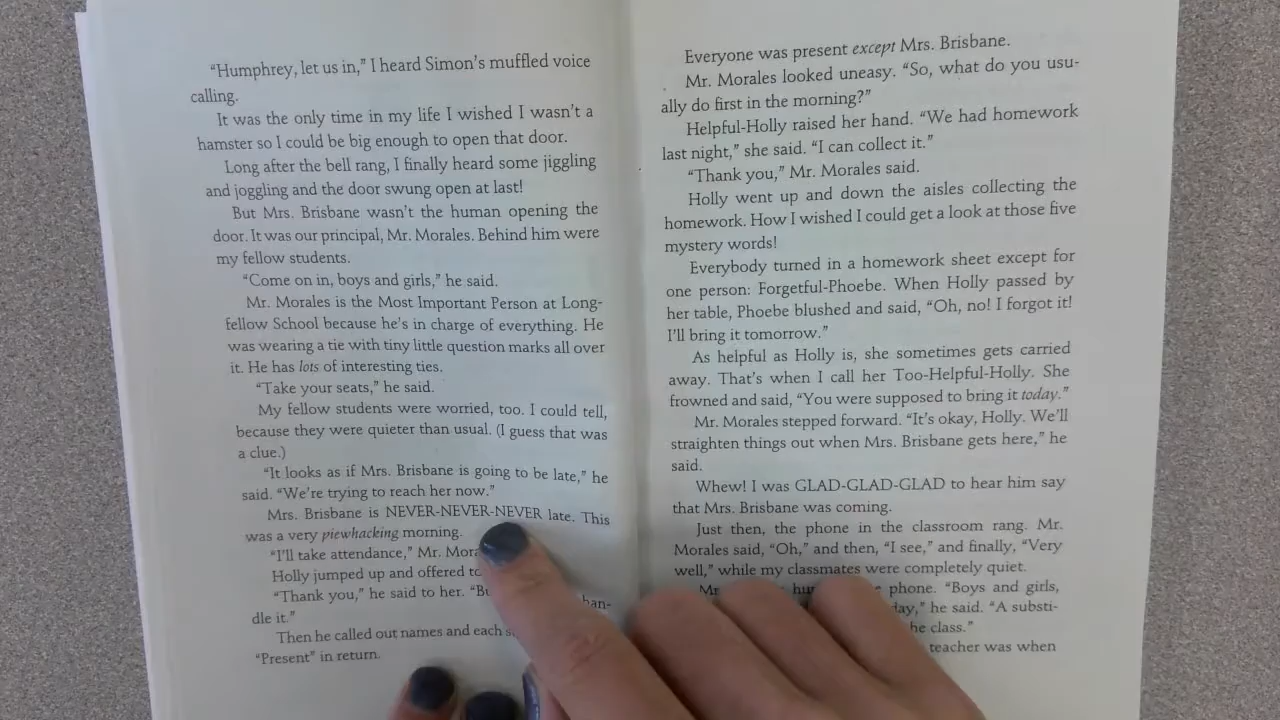 “Humphrey, let us in,” I heard Simon’s muffled voice
calling.
It was the only time in my life I wished I wasn’t a
hamster so I could be big enough to open that door.
Long after the bell rang, I finally heard some jiggling
and joggling and the door swung open at last!
But Mrs. Brisbane wasn’t the human opening the
door. It was our principal, Mr. Morales. Behind him were
my fellow students.
“Come on in, boys and girls,” he said.
Mr. Morales is the Most Important Person at Long-
fellow School because he’s in charge of everything. He
was wearing a tie with tiny little question marks all over
it. He has lots of interesting ties.
“Take your seats,” he said.
My fellow students were worried, too. I could tell,
because they were quieter than usual. (I guess that was
a clue.)
“It looks as if Mrs. Brisbane is going to be late,” he
said. “We’re trying to reach her now.”
Mrs. Brisbane is NEVER-NEVER-NEVER late. This
was a very piewhacking morning.
“I’ll take attendance,” Mr.
Holly jumped up and offered
“Thank you,” he said to her.
dle it.”
Then he called out names and each
“Present” in return.
Everyone was present except Mrs. Brisbane.
Mr. Morales looked uneasy. “So, what do you usu-
ally do first in the morning?”
Helpful-Holly raised her hand. “We had homework
last night,” she said. “I can collect it.”
“Thank you,” Mr. Morales said.
Holly went up and down the aisles collecting the
homework. How I wished I could get a look at those five
mystery words!
Everybody turned in a homework sheet except for
one person: Forgetful-Phoebe. When Holly passed by
her table, Phoebe blushed and said, “Oh, no! I forgot it!
I’ll bring it tomorrow.”
As helpful as Holly is, she sometimes gets carried
away. That’s when I call her Too-Helpful-Holly. She
frowned and said, “You were supposed to bring it today.”
Mr. Morales stepped forward. “It’s okay, Holly. We’ll
straighten things out when Mrs. Brisbane gets here,” he
said.
Whew! I was GLAD-GLAD-GLAD to hear him say
that Mrs. Brisbane was coming.
Just then, the phone in the classroom rang. Mr.
Morales said, “Oh,” and then, “I see,” and finally, “Very
well,” while my classmates were completely quiet.
phone. “Boys and girls,
he said. “A substi-
class.”
teacher was when